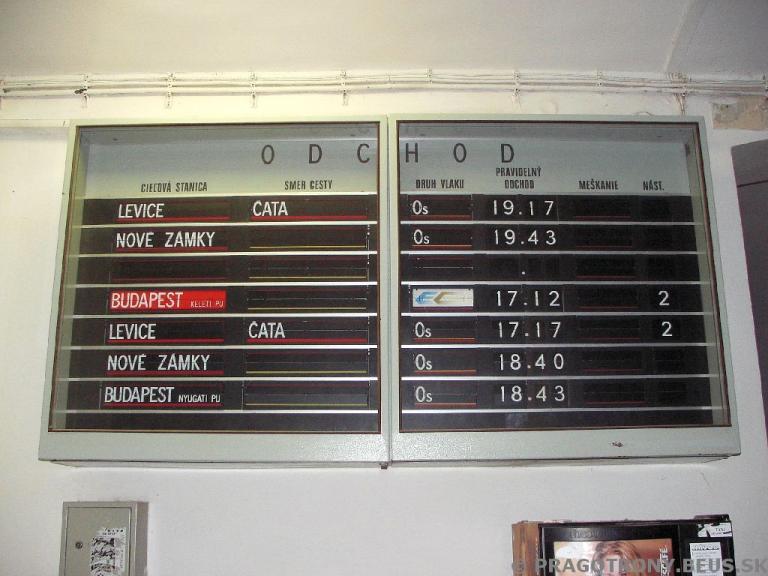 ODCHOD
CIEĽOVÁ STANICA SMER CESTY DRUH VLAKU PRAVIDELNÝ ODCHOD MEŠKANIE NÁST.
LEVICE ČATA Os 19.17
NOVÉ ZÁMKY Os 19.43
.
BUDAPEST KELETI PU EC 17.12 2
LEVICE ČATA Os 17.17 2
NOVÉ ZÁMKY Os 18.40
BUDAPEST NYUGATI PU Os 18.43
© PRAGOTRONY.BEUS.SK